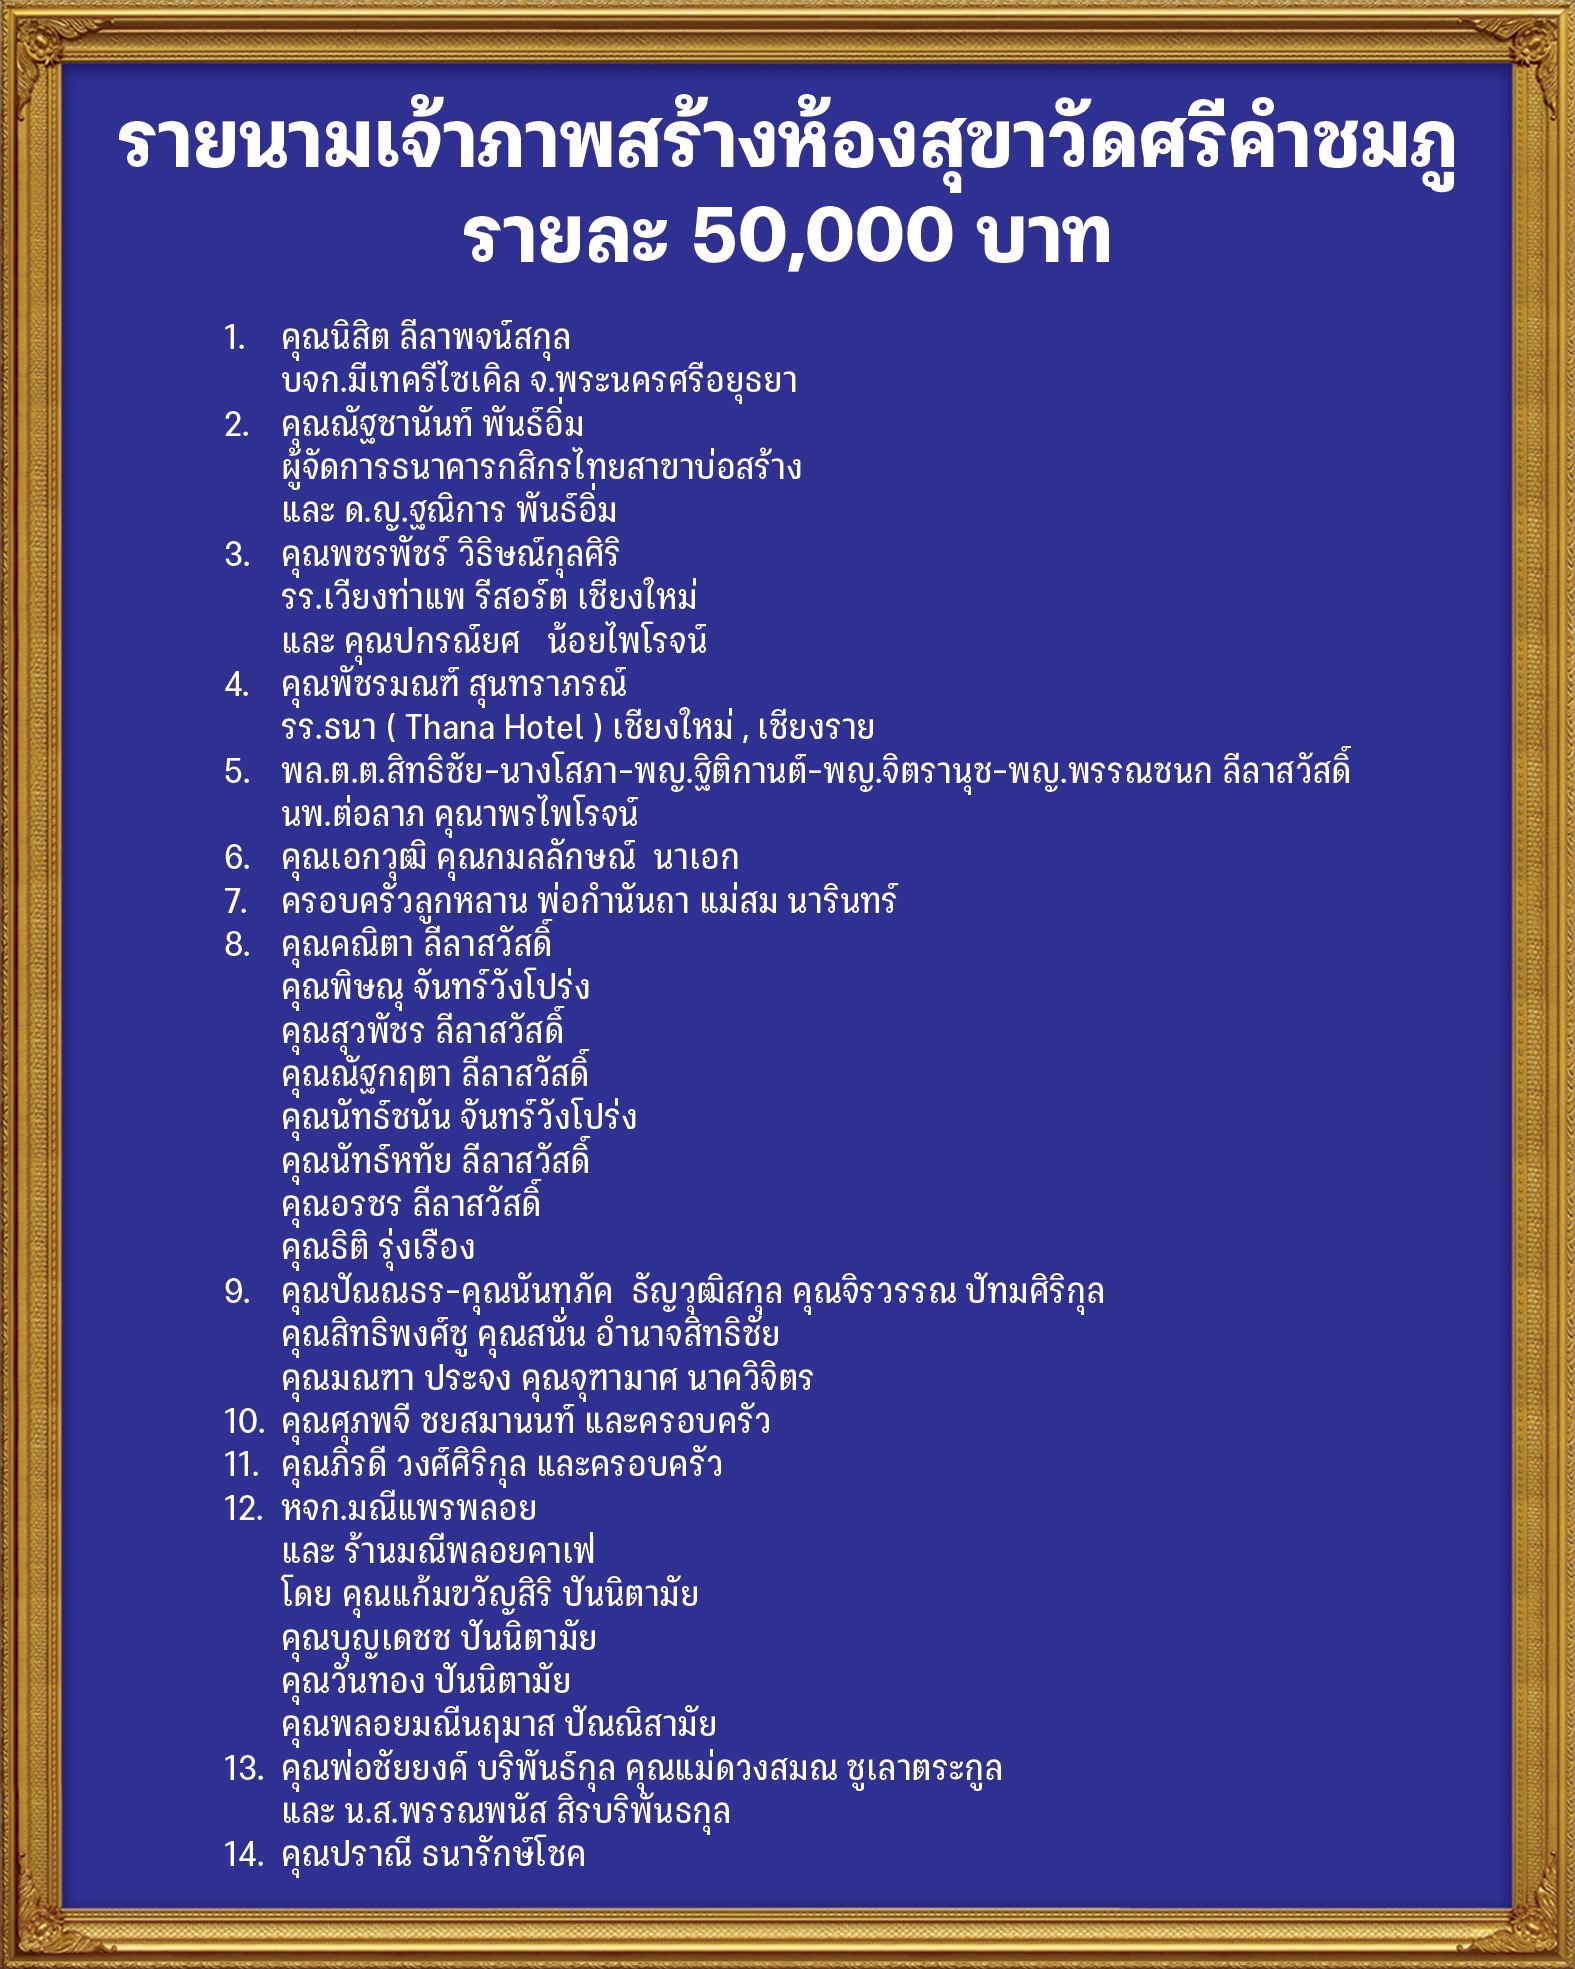 รายนามเจ้าภาพสร้างห้องสุขาวัดศรีคำชมภู
รายละ 50,000 บาท
1. คุณนิสิต ลีลาพจน์สกุล
บจก.มีเทครีไซเคิล จ.พระนครศรีอยุธยา
2. คุณณัฐชานันท์ พันธ์อิ่ม
ผู้จัดการธนาคารกสิกรไทยสาขาบ่อสร้าง
และ ด.ญ.ฐณิการ พันธ์อิ่ม
3. คุณพชรพัชร์ วิธิษณ์กุลศิริ
รร.เวียงท่าแพ รีสอร์ต เชียงใหม่
และ คุณปกรณ์ยศ น้อยไพโรจน์
4. คุณพัชรมณฑ์ สุนทราภรณ์
รร.ธนา ( Thana Hotel ) เชียงใหม่ , เชียงราย
5. พล.ต.ต.สิทธิชัย-นางโสภา-พญ.ฐิติกานต์-พญ.จิตรานุช-พญ.พรรณชนก ลีลาสวัสดิ์
นพ.ต่อลาภ คุณาพรไพโรจน์
6. คุณเอกวุฒิ คุณกมลลักษณ์ นาเอก
7. ครอบครัวลูกหลาน พ่อกำนันถา แม่สม นารินทร์
8. คุณคณิตา ลีลาสวัสดิ์
คุณพิษณุ จันทร์วังโปร่ง
คุณสุวพัชร ลีลาสวัสดิ์
คุณณัฐกฤตา ลีลาสวัสดิ์
คุณนัทธ์ชนัน จันทร์วังโปร่ง
คุณนัทธ์หทัย ลีลาสวัสดิ์
คุณอรชร ลีลาสวัสดิ์
คุณธิติ รุ่งเรือง
9. คุณปัณณธร-คุณนันทภัค ธัญวุฒิสกุล คุณจิรวรรณ ปัทมศิริกุล
คุณสิทธิพงศ์ชู คุณสนั่น อำนาจสิทธิชัย
คุณมณฑา ประจง คุณจุฑามาศ นาควิจิตร
10. คุณศุภพจี ชยสมานนท์ และครอบครัว
11. คุณภิรดี วงศ์ศิริกุล และครอบครัว
12. หจก.มณีแพรพลอย
และ ร้านมณีพลอยคาเฟ่
โดย คุณแก้มขวัญสิริ ปันนิตามัย
คุณบุญเดชช ปันนิตามัย
คุณวันทอง ปันนิตามัย
คุณพลอยมณีนฤมาส ปัณณิสามัย
13. คุณพ่อชัยยงค์ บริพันธ์กุล คุณแม่ดวงสมณ ชูเลาตระกูล
และ น.ส.พรรณพนัส สิรบริพันธกุล
14. คุณปราณี ธนารักษ์โชค